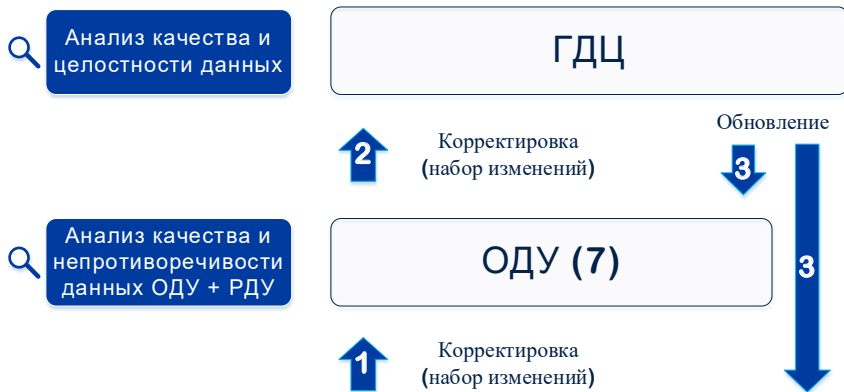 Анализ качества и
целостности данных
ГДЦ
2
Корректировка
(набор изменений)
Обновление
3
Анализ качества и
непротиворечивости
данных ОДУ + РДУ
ОДУ (7)
3
1
Корректировка
(набор изменений)